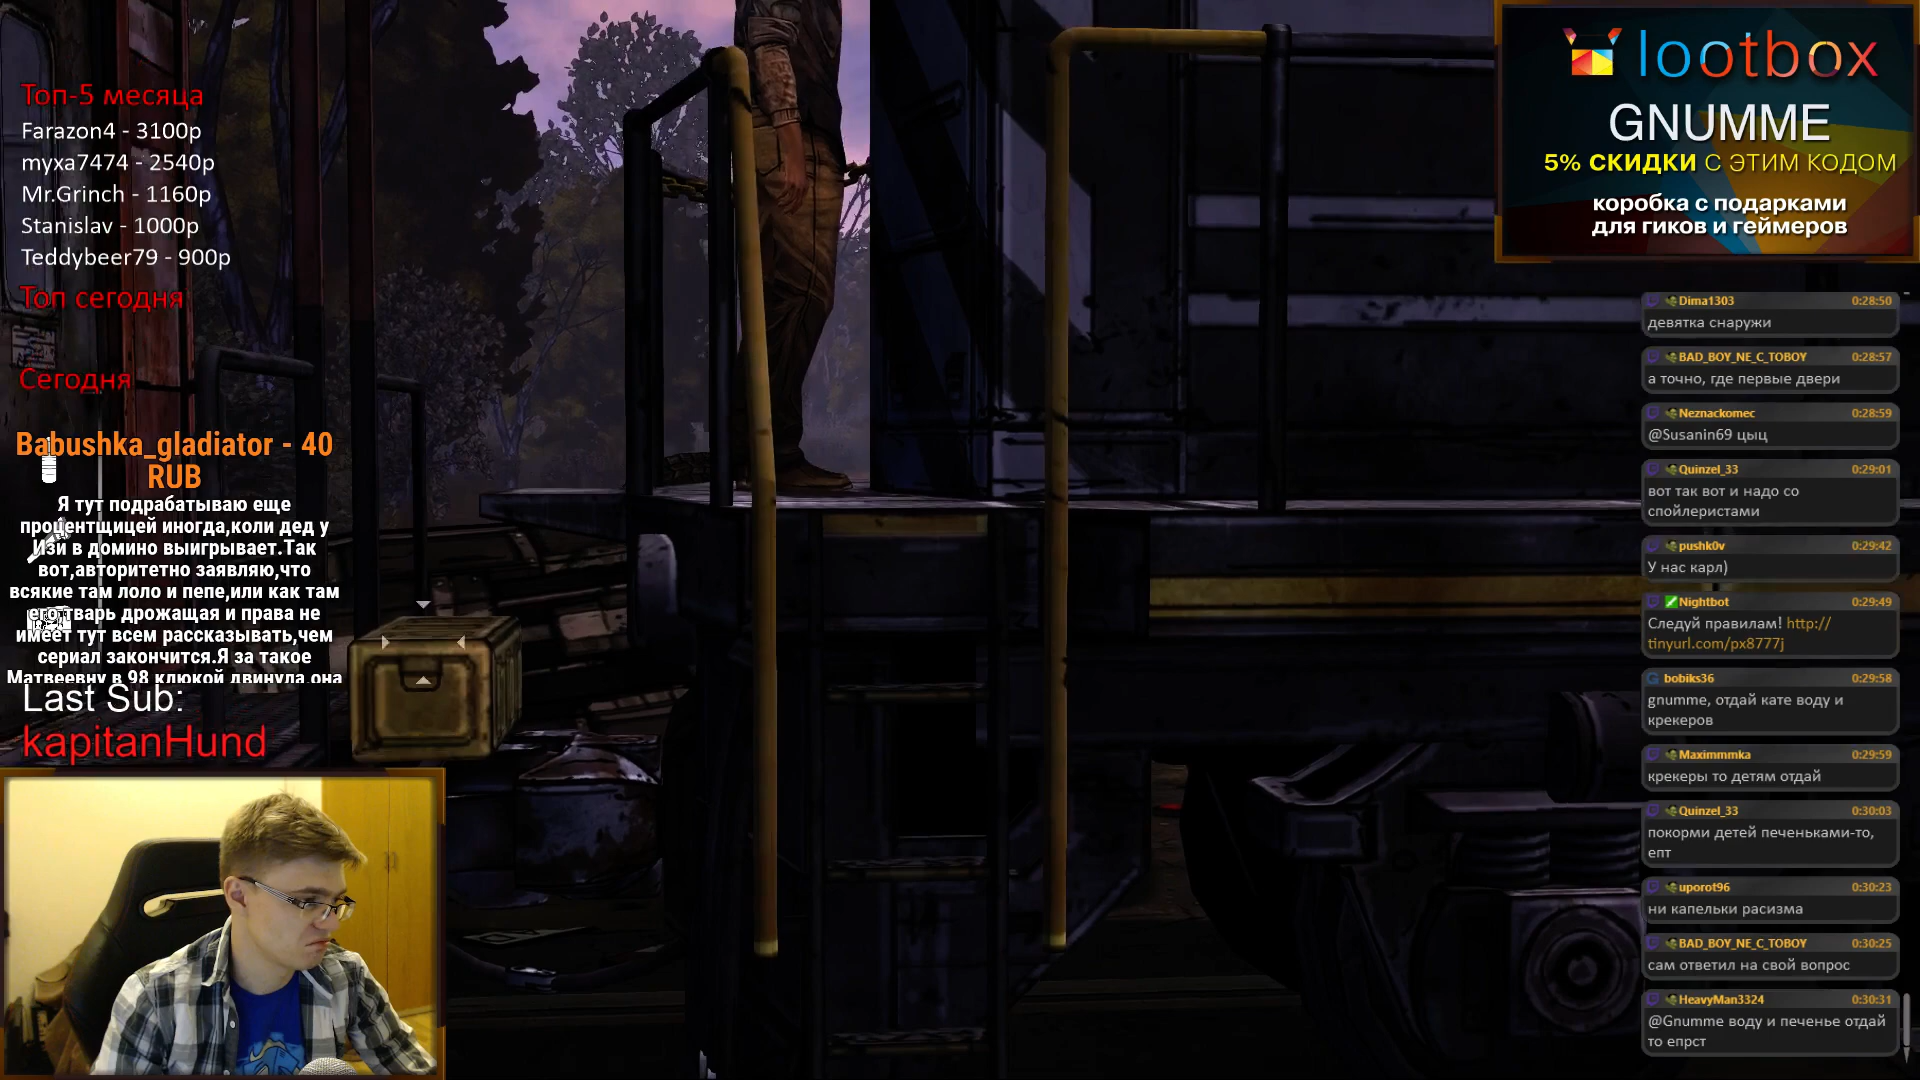 Топ-5 месяца
Farazon4 - 3100р
myxa7474 - 2540р
Mr.Grinch - 1160р
Stanislav - 1000р
Teddybeer79 - 900р
Топ сегодня
Сегодня
Babushka_gladiator - 40
RUB
Я тут подрабатываю еще
процентщицей иногда,коли дед у
Изи в домино выигрывает.Так
вот,авторитетно заявляю,что
всякие там лоло и пепе,или как там
его,тварь дрожащая и права не
имеет тут всем рассказывать,чем
сериал закончится.Я за такое
Матвеевну в 98 клюкой двинула,она
Last Sub:
kapitanHund
lootbox
GNUMME
5% СКИДКИ С ЭТИМ КОДОМ
коробка с подарками
для гиков и геймеров
Dima1303 0:28:50
девятка снаружи
BAD_BOY_NE_C_TOBOY 0:28:57
а точно, где первые двери
Neznackomec 0:28:59
@Susanin69 цыц
Quinzel_33 0:29:01
вот так вот и надо со
спойлеристами
pushk0v 0:29:42
У нас карл)
Nightbot 0:29:49
Следуй правилам! http://
tinyurl.com/px8777j
bobiks36 0:29:58
gnumme, отдай кате воду и
крекеров
Maximmmka 0:29:59
крекеры то детям отдай
Quinzel_33 0:30:03
покорми детей печеньками-то,
епт
uporot96 0:30:23
ни капельки расизма
BAD_BOY_NE_C_TOBOY 0:30:25
сам ответил на свой вопрос
HeavyMan3324 0:30:31
@Gnumme воду и печенье отдай
то епрст